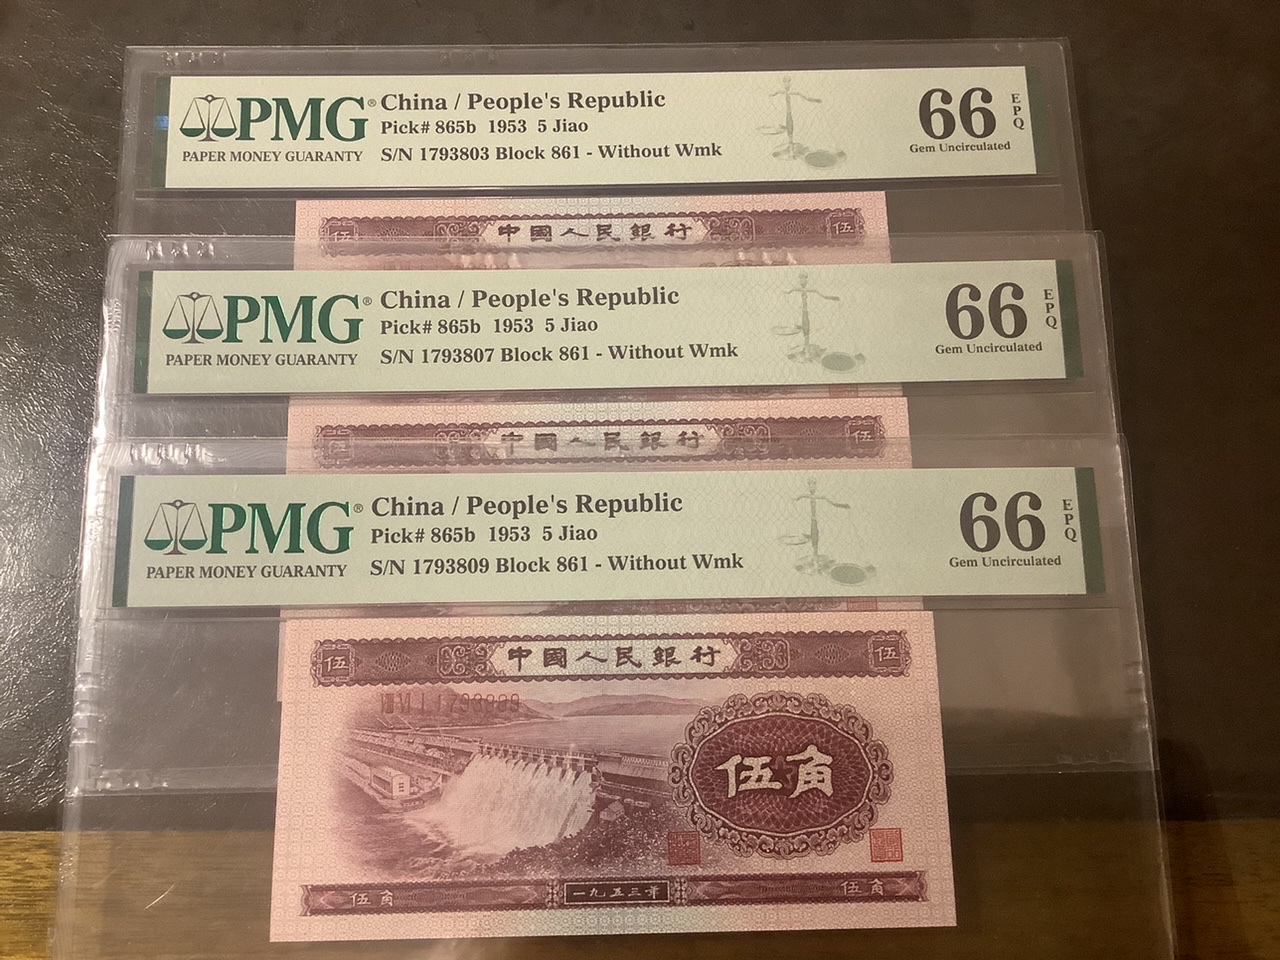 PMG® China / People's Republic
Pick# 865b 1953 5 Jiao
PAPER MONEY GUARANTY
S/N 1793803 Block 861 - Without Wmk
66 EPQ
Gem Uncirculated
伍 中國人民銀行 伍
PMG® China / People's Republic
Pick# 865b 1953 5 Jiao
PAPER MONEY GUARANTY
S/N 1793807 Block 861 - Without Wmk
66 EPQ
Gem Uncirculated
伍 中國人民銀行 伍
PMG® China / People's Republic
Pick# 865b 1953 5 Jiao
PAPER MONEY GUARANTY
S/N 1793809 Block 861 - Without Wmk
66 EPQ
Gem Uncirculated
伍 中國人民銀行 伍
伍角
伍角 一九五三年 伍角